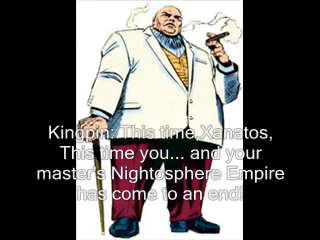 Kingpin: This time Xanatos,
This time you... and your
master's Nightosphere Empire
has come to an end!